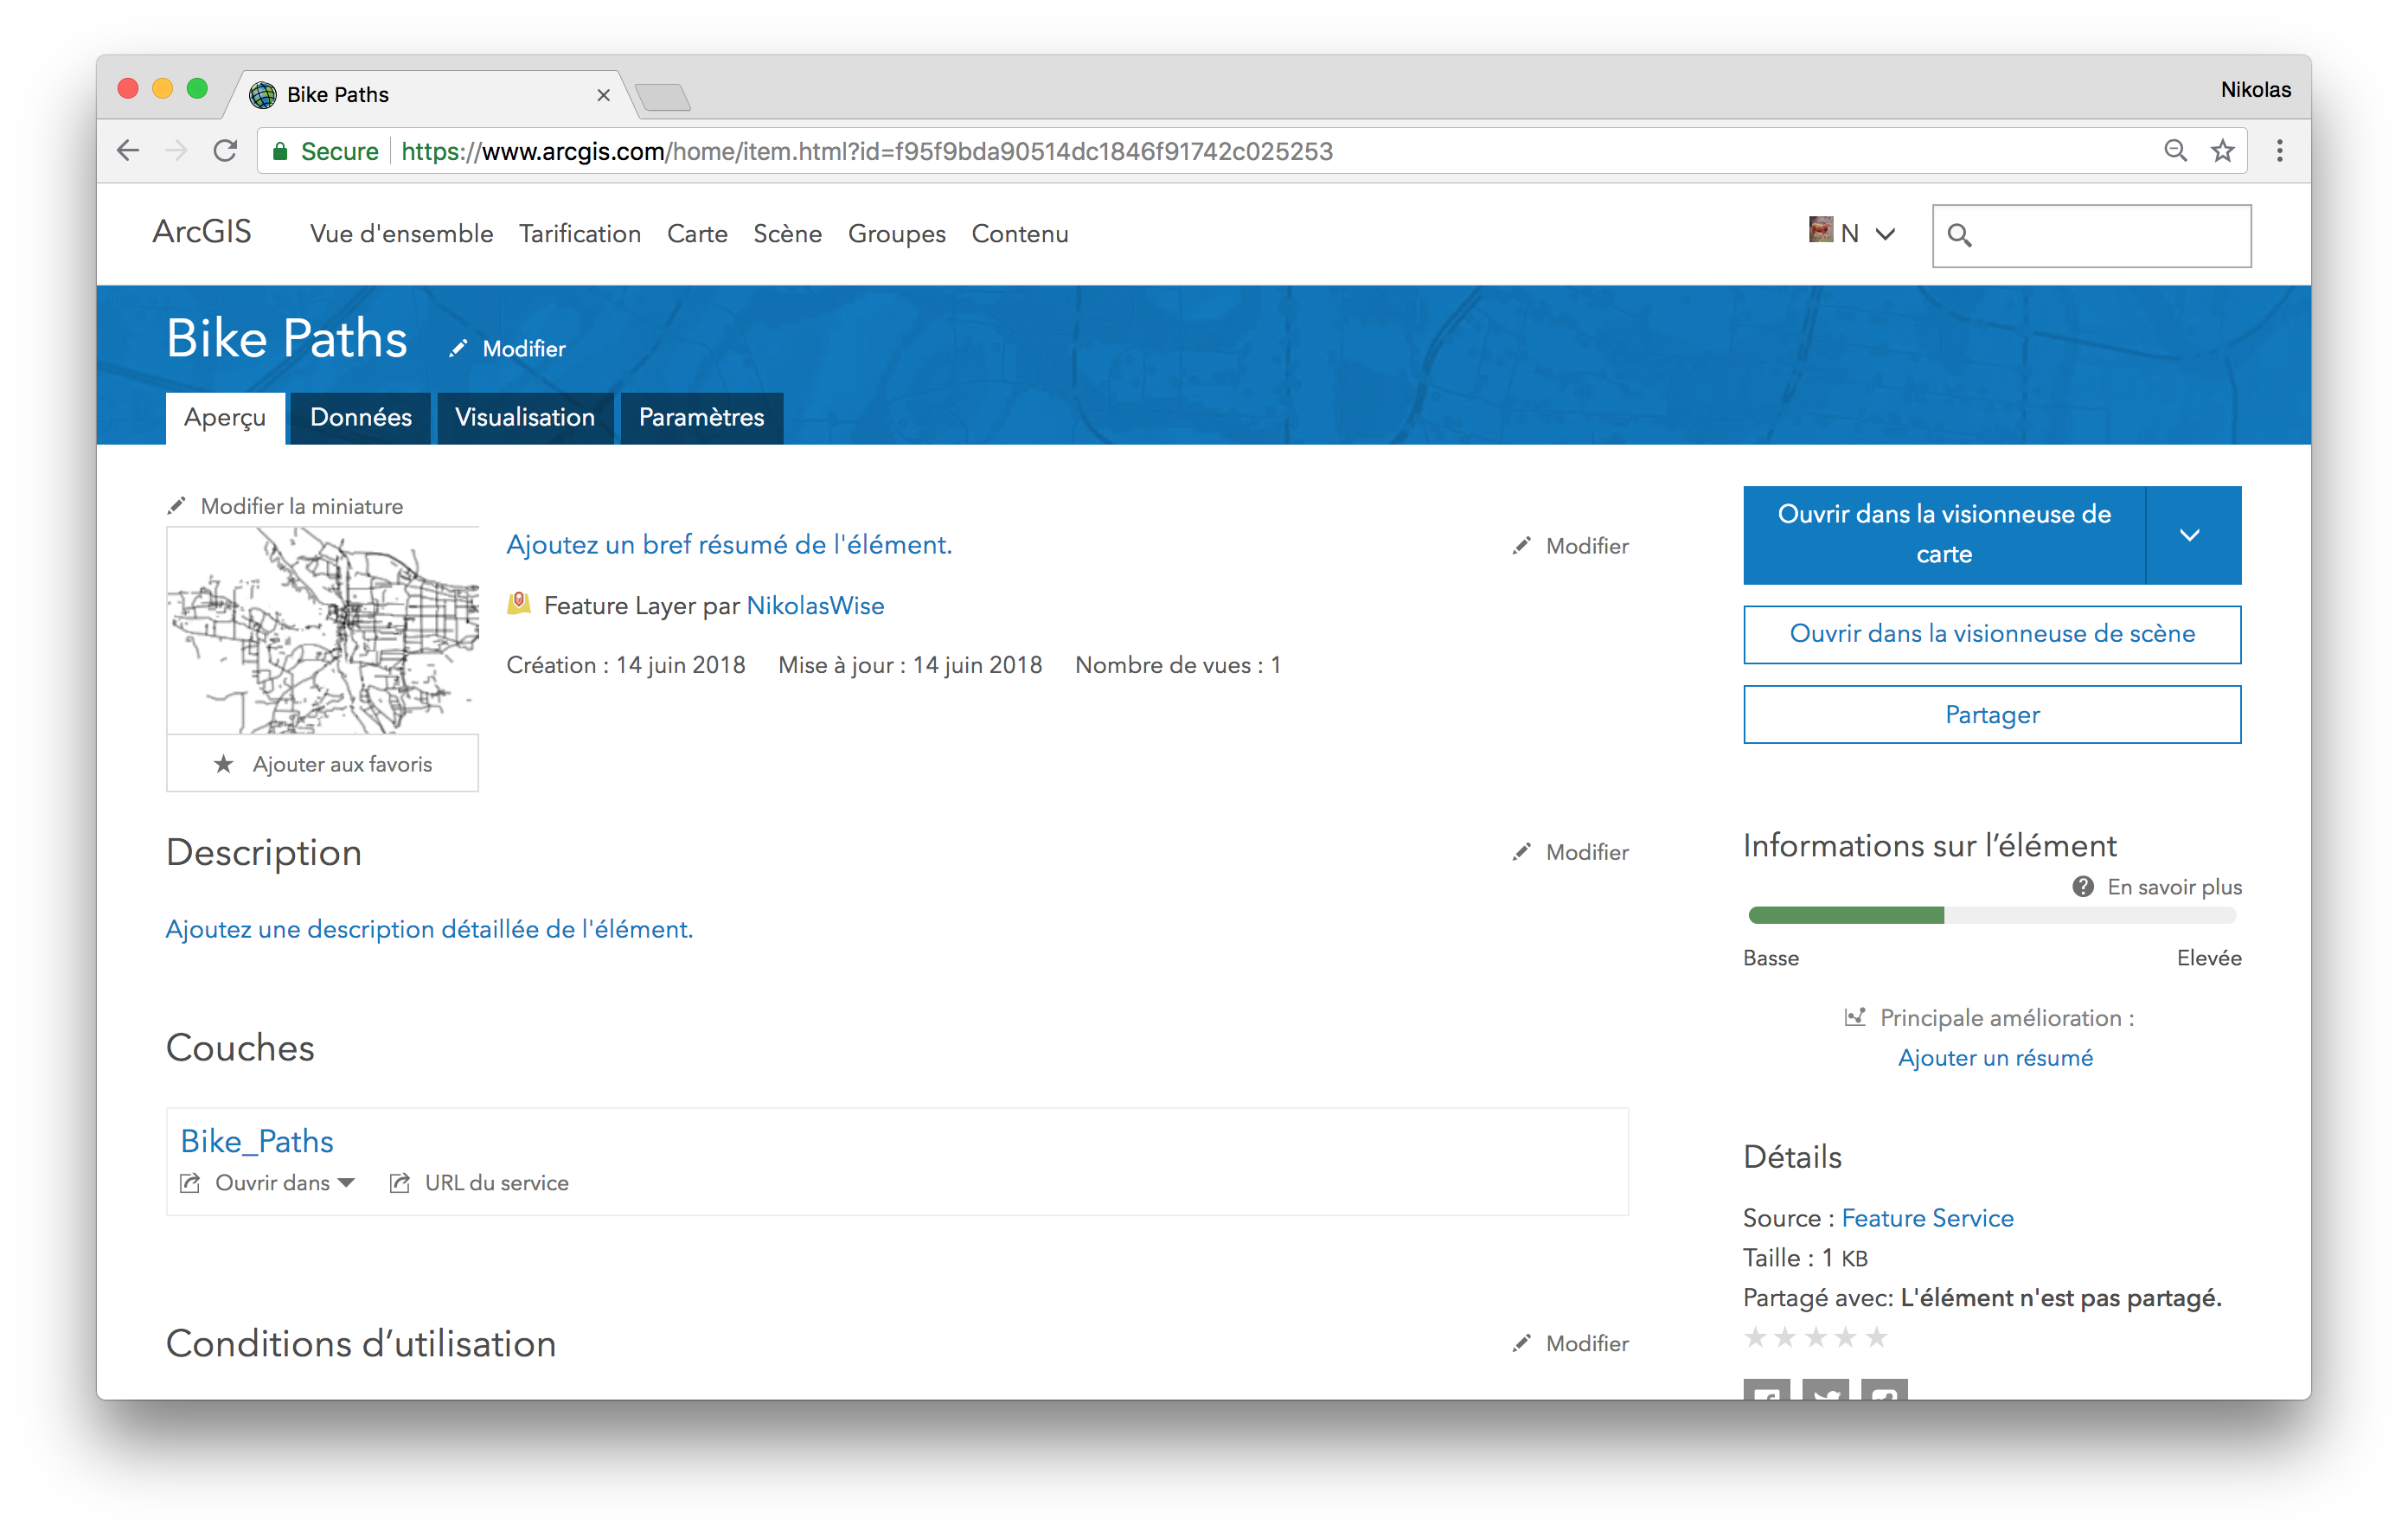 Bike Paths
Nikolas
Secure
https://www.arcgis.com/home/item.html?id=f95f9bda90514dc1846f91742c025253
ArcGIS Vue d'ensemble Tarification Carte Scène Groupes Contenu
N
Bike Paths
Modifier
Aperçu Données Visualisation Paramètres
Modifier la miniature
Ajouter aux favoris
Ajoutez un bref résumé de l'élément.
Modifier
Feature Layer par NikolasWise
Création : 14 juin 2018 Mise à jour : 14 juin 2018 Nombre de vues : 1
Description
Modifier
Ajoutez une description détaillée de l'élément.
Couches
Bike_Paths
Ouvrir dans URL du service
Conditions d’utilisation
Modifier
Ouvrir dans la visionneuse de
carte
Ouvrir dans la visionneuse de scène
Partager
Informations sur l’élément
En savoir plus
Basse Elevée
Principale amélioration :
Ajouter un résumé
Détails
Source : Feature Service
Taille : 1 KB
Partagé avec: L'élément n'est pas partagé.